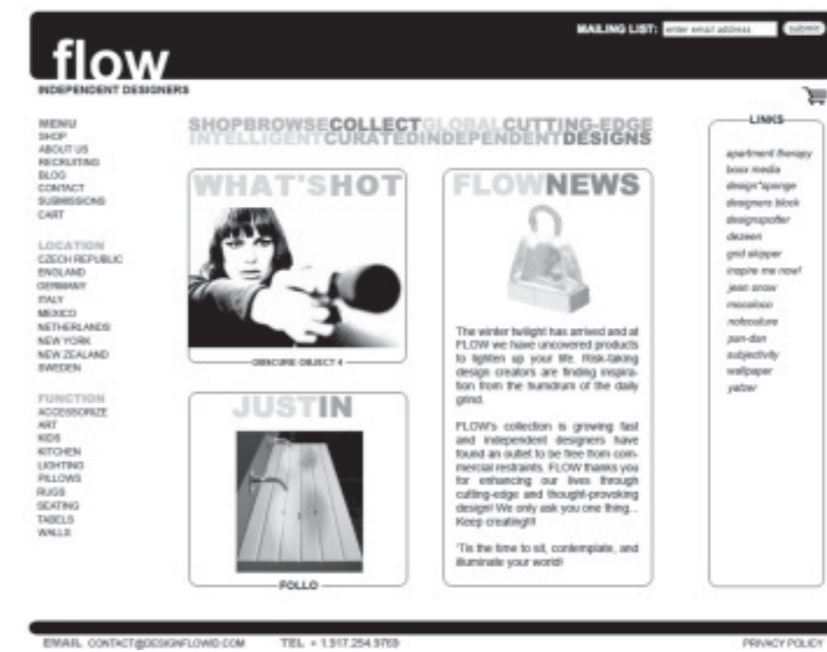 MAILING LIST: enter email address submit
flow
INDEPENDENT DESIGNERS
MENU
SHOP
ABOUT US
RECRUITING
BLOG
CONTACT
SUBMISSIONS
CART
LOCATION
CZECH REPUBLIC
ENGLAND
GERMANY
ITALY
MEXICO
NETHERLANDS
NEW YORK
NEW ZEALAND
SWEDEN
FUNCTION
ACCESSORIZE
ART
KIDS
KITCHEN
LIGHTING
PILLOWS
RUGS
SEATING
TABELS
WALLS
SHOPBROWSECOLLECTGLOBALCUTTING-EDGE
INTELLIGENTCURATEDINDEPENDENTDESIGNS
WHAT'SHOT
OBSCURE OBJECT 4
JUSTIN
FOLLO
FLOWNEWS
The winter twilight has arrived and at
FLOW we have uncovered products
to lighten up your life. Risk-taking
design creators are finding inspira-
tion from the humdrum of the daily
grind.
FLOW's collection is growing fast
and independent designers have
found an outlet to be free from com-
mercial restraints. FLOW thanks you
for enhancing our lives through
cutting-edge and thought-provoking
design! We only ask you one thing...
Keep creating!!!
'Tis the time to sit, contemplate, and
illuminate your world!
LINKS
apartment therapy
boxx media
design*sponge
designers block
designspotter
dezeen
grid skipper
inspire me now!
jean snow
mocoloco
notcouture
pan-dan
subjectivity
wallpaper
yatzer
EMAIL CONTACT@DESIGNFLOWID.COM TEL + 1.917.254.9769
PRIVACY POLICY